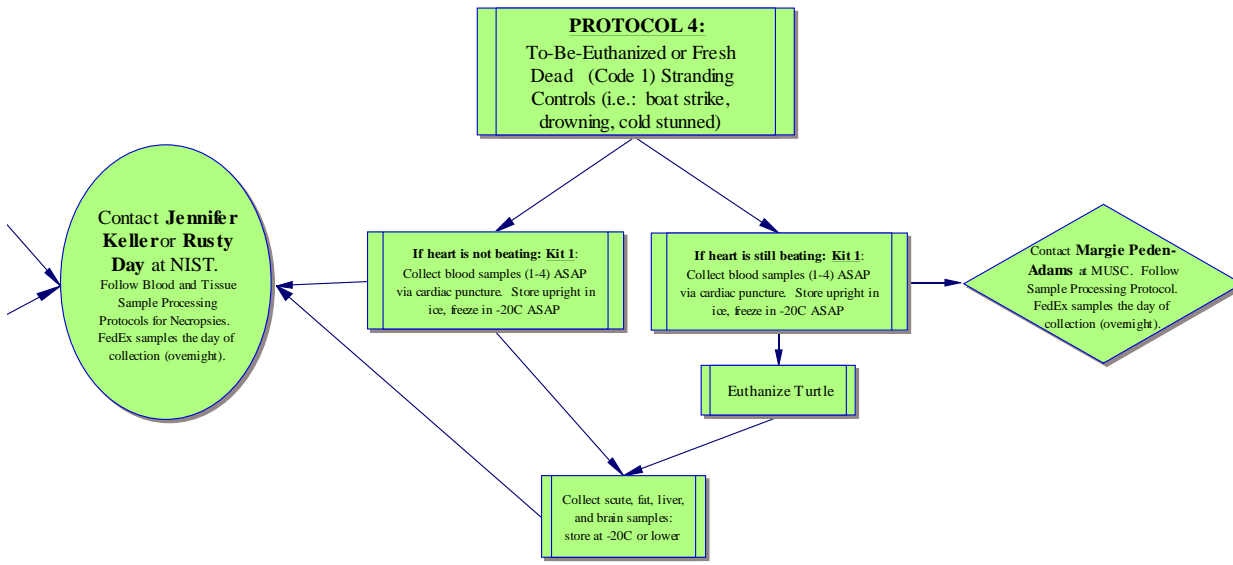 PROTOCOL 4:
To-Be-Euthanized or Fresh
Dead (Code 1) Stranding
Controls (i.e.: boat strike,
drowning, cold stunned)
Contact Jennifer
Keller or Rusty
Day at NIST.
Follow Blood and Tissue
Sample Processing
Protocols for Necropsies.
FedEx samples the day of
collection (overnight).
If heart is not beating: Kit 1:
Collect blood samples (1-4) ASAP
via cardiac puncture. Store upright in
ice, freeze in -20C ASAP
If heart is still beating: Kit 1:
Collect blood samples (1-4) ASAP
via cardiac puncture. Store upright in
ice, freeze in -20C ASAP
Contact Margie Peden-
Adams at MUSC. Follow
Sample Processing Protocol.
FedEx samples the day of
collection (overnight).
Euthanize Turtle
Collect scute, fat, liver,
and brain samples:
store at -20C or lower